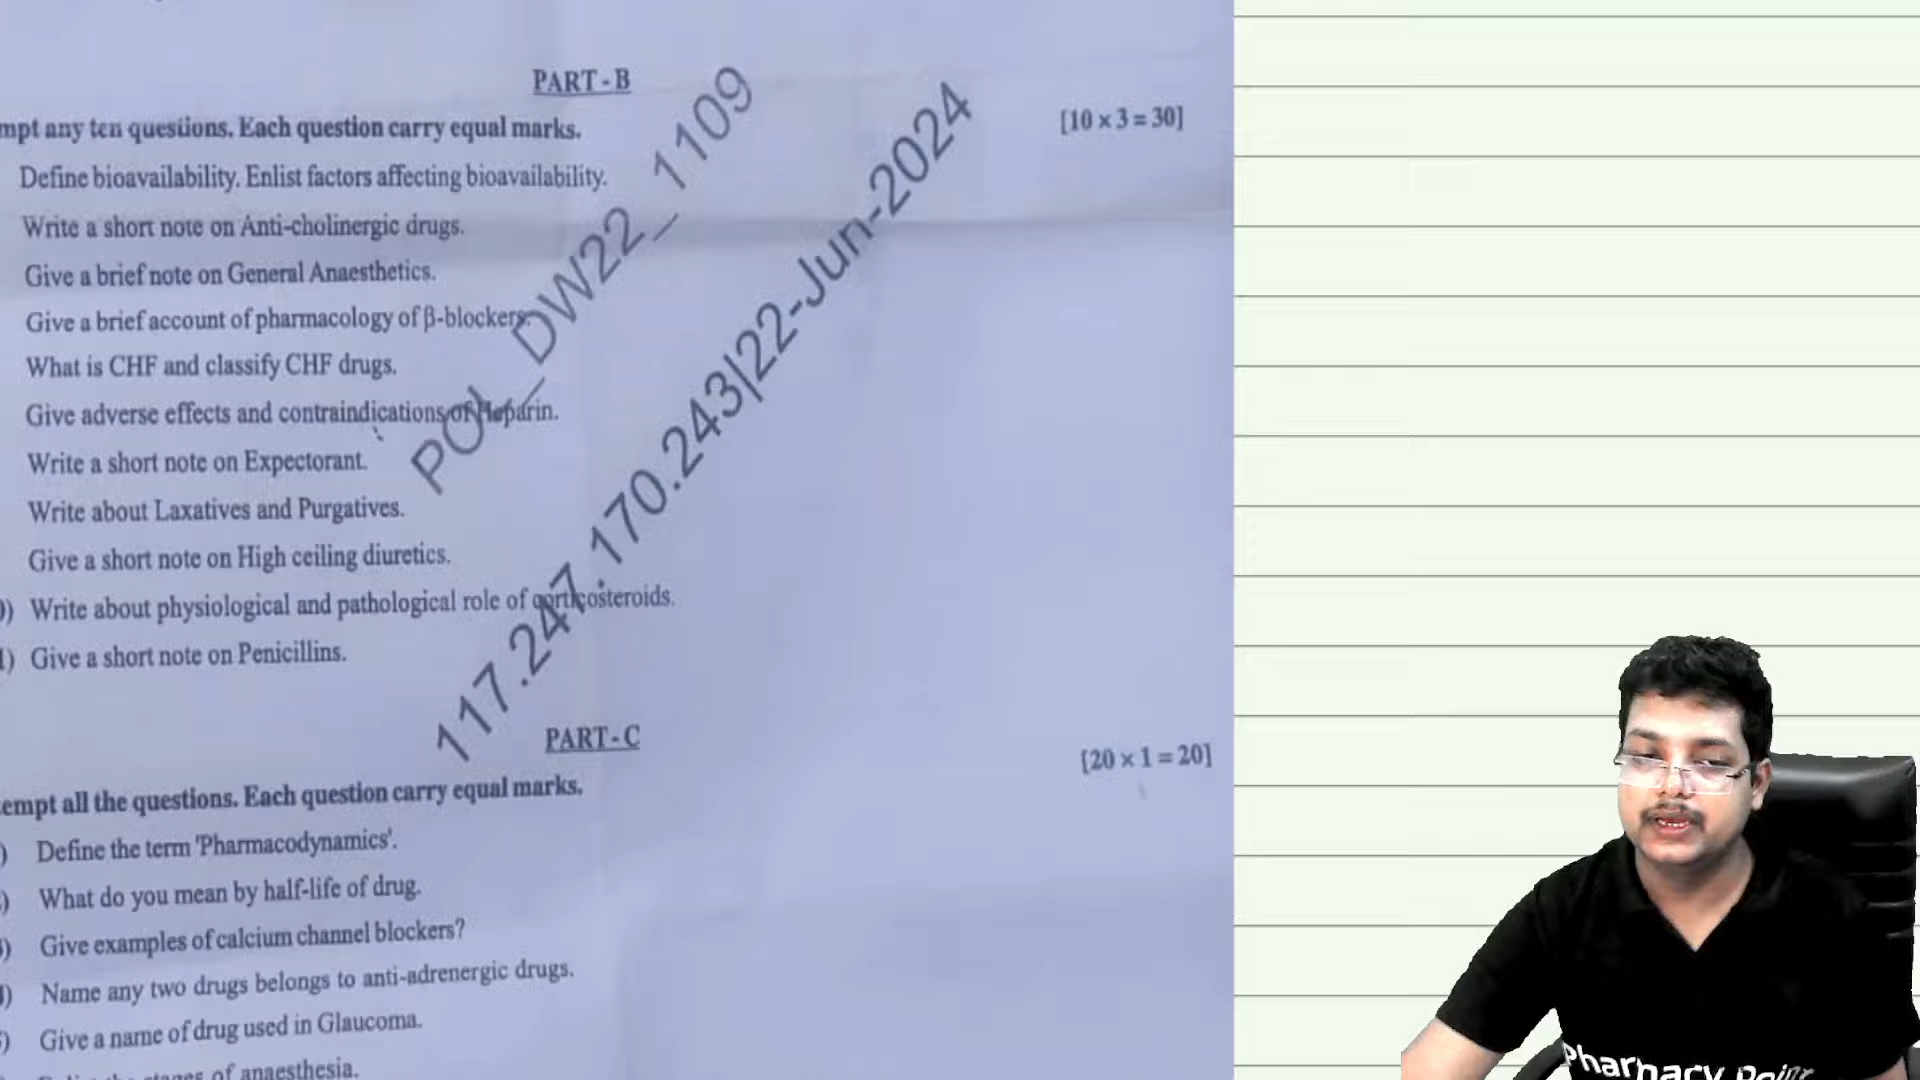 PART - B
mpt any ten questions. Each question carry equal marks. [10 × 3 = 30]
Define bioavailability. Enlist factors affecting bioavailability.
Write a short note on Anti-cholinergic drugs.
Give a brief note on General Anaesthetics.
Give a brief account of pharmacology of β-blockers.
What is CHF and classify CHF drugs.
Give adverse effects and contraindications of Heparin.
Write a short note on Expectorant.
Write about Laxatives and Purgatives.
Give a short note on High ceiling diuretics.
) Write about physiological and pathological role of corticosteroids.
) Give a short note on Penicillins.
POL_DW22_1109
117.247.170.243|22-Jun-2024
PART - C
empt all the questions. Each question carry equal marks. [20 × 1 = 20]
) Define the term 'Pharmacodynamics'.
) What do you mean by half-life of drug.
) Give examples of calcium channel blockers?
) Name any two drugs belongs to anti-adrenergic drugs.
) Give a name of drug used in Glaucoma.
stages of anaesthesia.
Pharmacy Point